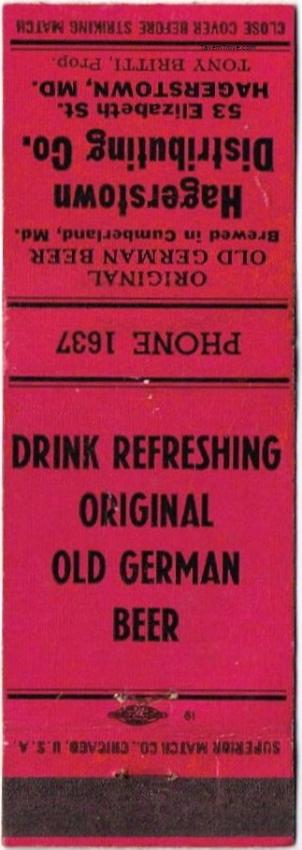 DRINK REFRESHING
ORIGINAL
OLD GERMAN
BEER
19
SUPERIOR MATCH CO., CHICAGO, U.S.A.
PHONE 1637
ORIGINAL
OLD GERMAN BEER
Brewed in Cumberland, Md.
Hagerstown
Distributing Co.
53 Elizabeth St.
HAGERSTOWN, MD.
TONY BRITTI, Prop.
CLOSE COVER BEFORE STRIKING MATCH